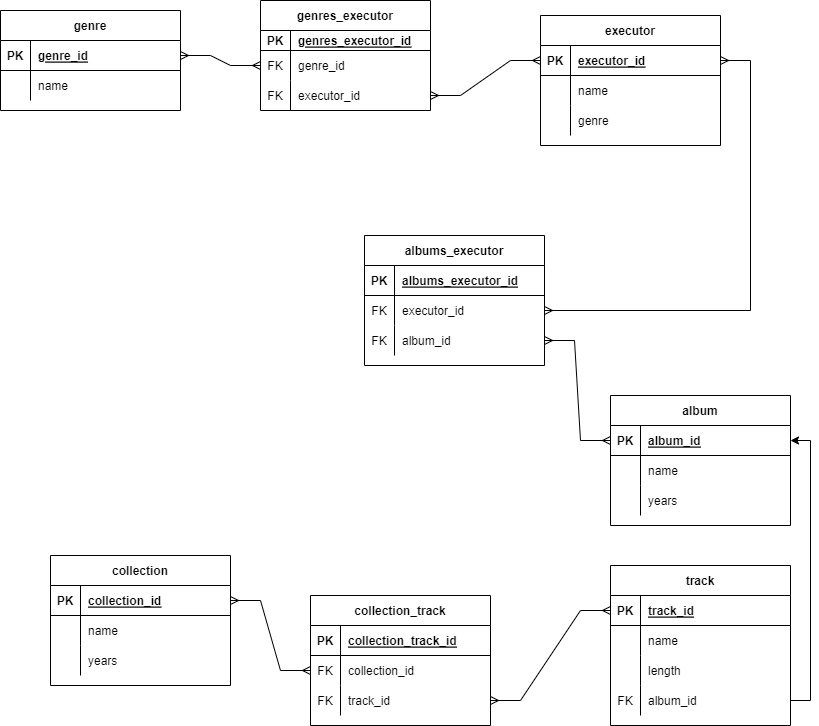 genre
PK genre_id
name
genres_executor
PK genres_executor_id
FK genre_id
FK executor_id
executor
PK executor_id
name
genre
albums_executor
PK albums_executor_id
FK executor_id
FK album_id
album
PK album_id
name
years
collection
PK collection_id
name
years
collection_track
PK collection_track_id
FK collection_id
FK track_id
track
PK track_id
name
length
FK album_id